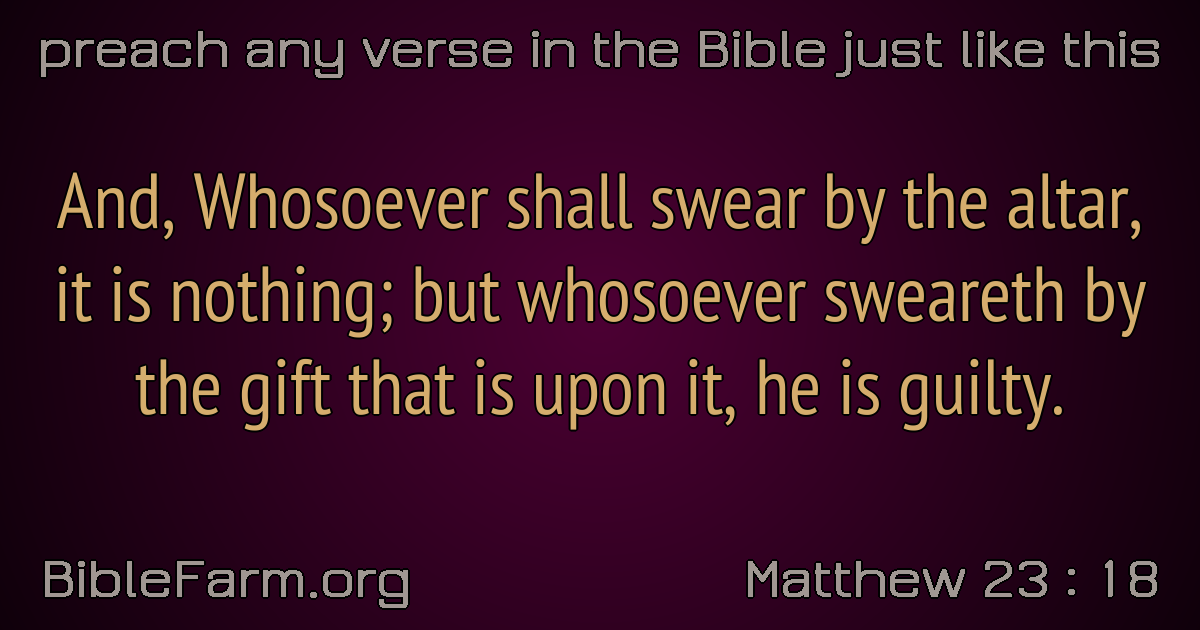 preach any verse in the Bible just like this
And, Whosoever shall swear by the altar,
it is nothing; but whosoever sweareth by
the gift that is upon it, he is guilty.
BibleFarm.org
Matthew 23 : 18